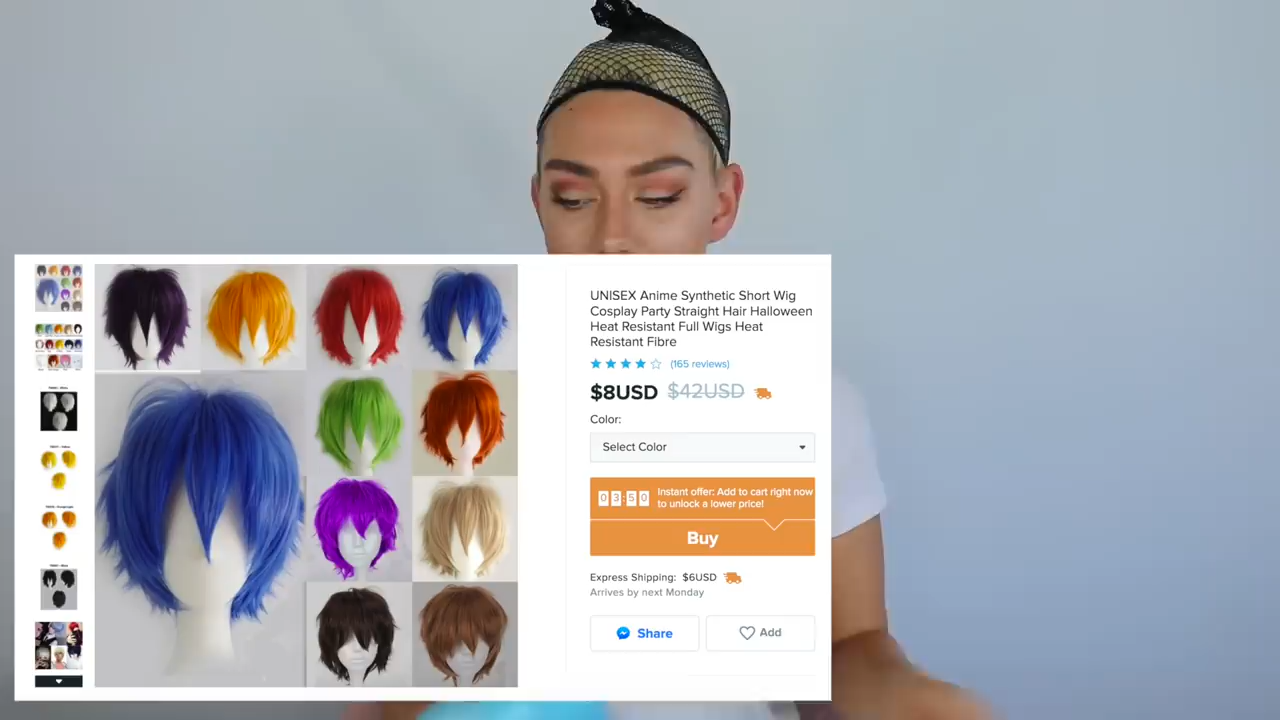 UNISEX Anime Synthetic Short Wig
Cosplay Party Straight Hair Halloween
Heat Resistant Full Wigs Heat
Resistant Fibre
(165 reviews)
$8USD $42USD
Color:
Select Color
03:50 Instant offer: Add to cart right now
to unlock a lower price!
Buy
Express Shipping: $6USD
Arrives by next Monday
Share Add